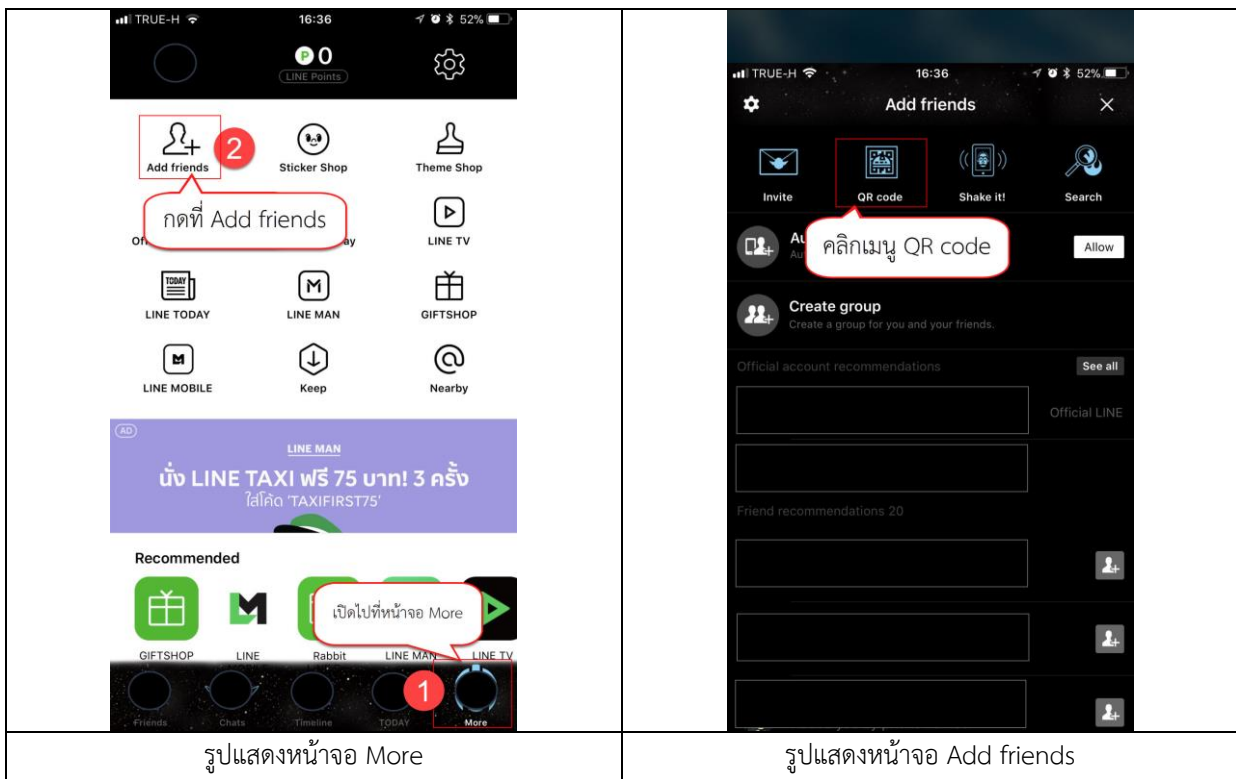 TRUE-H
16:36
52%
P 0
LINE Points
Add friends
2
Sticker Shop
Theme Shop
กดที่ Add friends
LINE TV
LINE TODAY
LINE MAN
GIFTSHOP
LINE MOBILE
Keep
Nearby
AD
LINE MAN
นั่ง LINE TAXI ฟรี 75 บาท! 3 ครั้ง
ใส่โค้ด 'TAXIFIRST75'
Recommended
เปิดไปที่หน้าจอ More
GIFTSHOP
LINE
Rabbit
LINE MAN
LINE TV
1
Friends
Chats
Timeline
TODAY
More
รูปแสดงหน้าจอ More
TRUE-H
16:36
52%
Add friends
Invite
QR code
Shake it!
Search
คลิกเมนู QR code
Allow
Create group
Create a group for you and your friends.
Official account recommendations
See all
Official LINE
Friend recommendations 20
รูปแสดงหน้าจอ Add friends